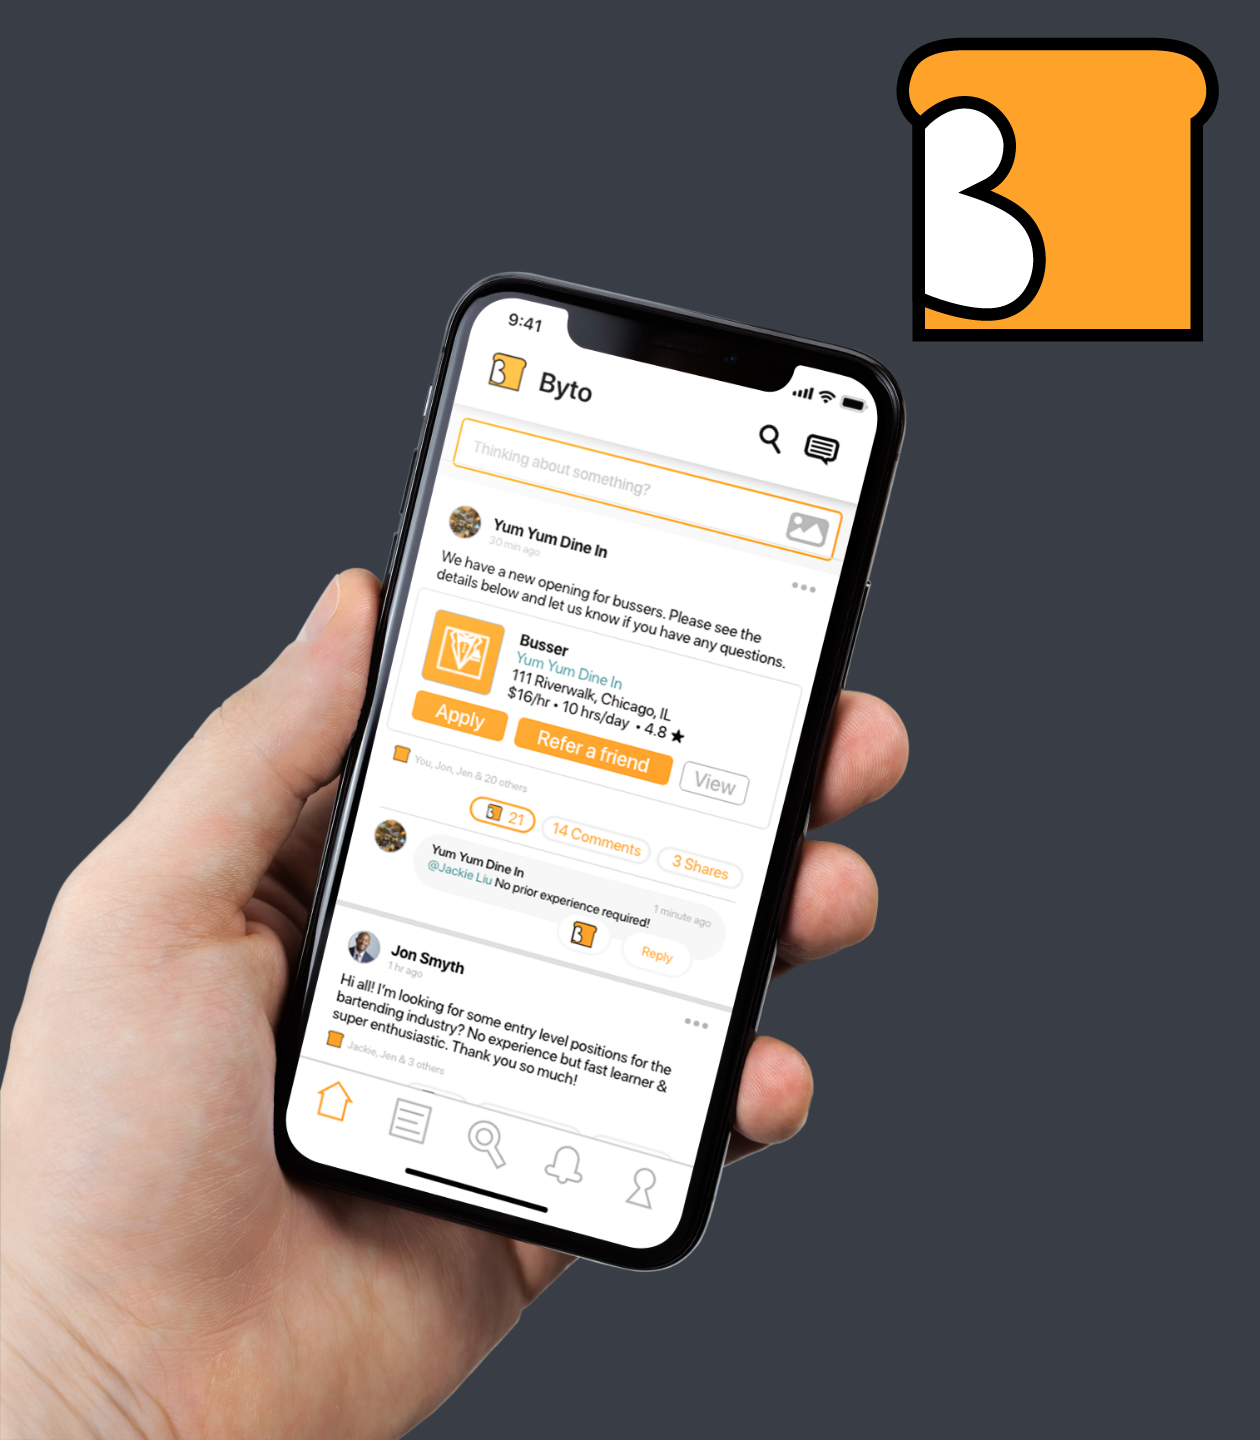 9:41
Byto
Thinking about something?
Yum Yum Dine In
30 min ago
We have a new opening for bussers. Please see the
details below and let us know if you have any questions.
Busser
Yum Yum Dine In
111 Riverwalk, Chicago, IL
$16/hr • 10 hrs/day • 4.8 ★
Apply
Refer a friend
View
You, Jon, Jen & 20 others
21
14 Comments
3 Shares
Yum Yum Dine In
@Jackie Liu No prior experience required!
1 minute ago
Reply
Jon Smyth
1 hr ago
Hi all! I'm looking for some entry level positions for the
bartending industry? No experience but fast learner &
super enthusiastic. Thank you so much!
Jackie, Jen & 3 others